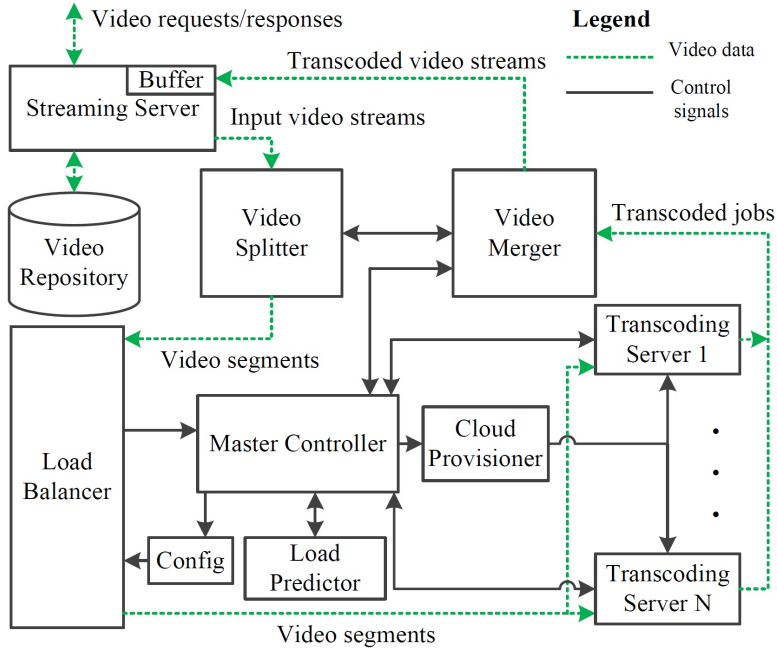 Video requests/responses
Legend
Video data
Control
signals
Transcoded video streams
Buffer
Streaming Server
Input video streams
Video
Repository
Video
Splitter
Video
Merger
Transcoded jobs
Video segments
Transcoding
Server 1
Load
Balancer
Master Controller
Cloud
Provisioner
Config
Load
Predictor
Transcoding
Server N
Video segments